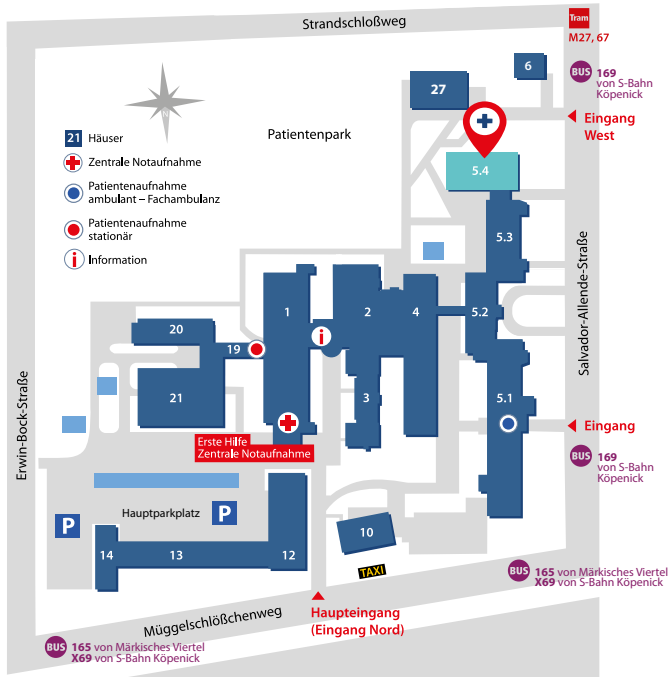 Strandschloßweg
Tram
M27, 67
6
27
BUS 169
von S-Bahn
Köpenick
Eingang
West
N
21 Häuser
Zentrale Notaufnahme
Patientenaufnahme
ambulant – Fachambulanz
Patientenaufnahme
stationär
i Information
Patientenpark
5.4
5.3
Salvador-Allende-Straße
1
2
4
5.2
20
19
i
21
3
5.1
Erwin-Bock-Straße
Erste Hilfe
Zentrale Notaufnahme
Eingang
BUS 169
von S-Bahn
Köpenick
P
Hauptparkplatz
P
10
14
13
12
TAXI
BUS 165 von Märkisches Viertel
X69 von S-Bahn Köpenick
Müggelschlößchenweg
Haupteingang
(Eingang Nord)
BUS 165 von Märkisches Viertel
X69 von S-Bahn Köpenick